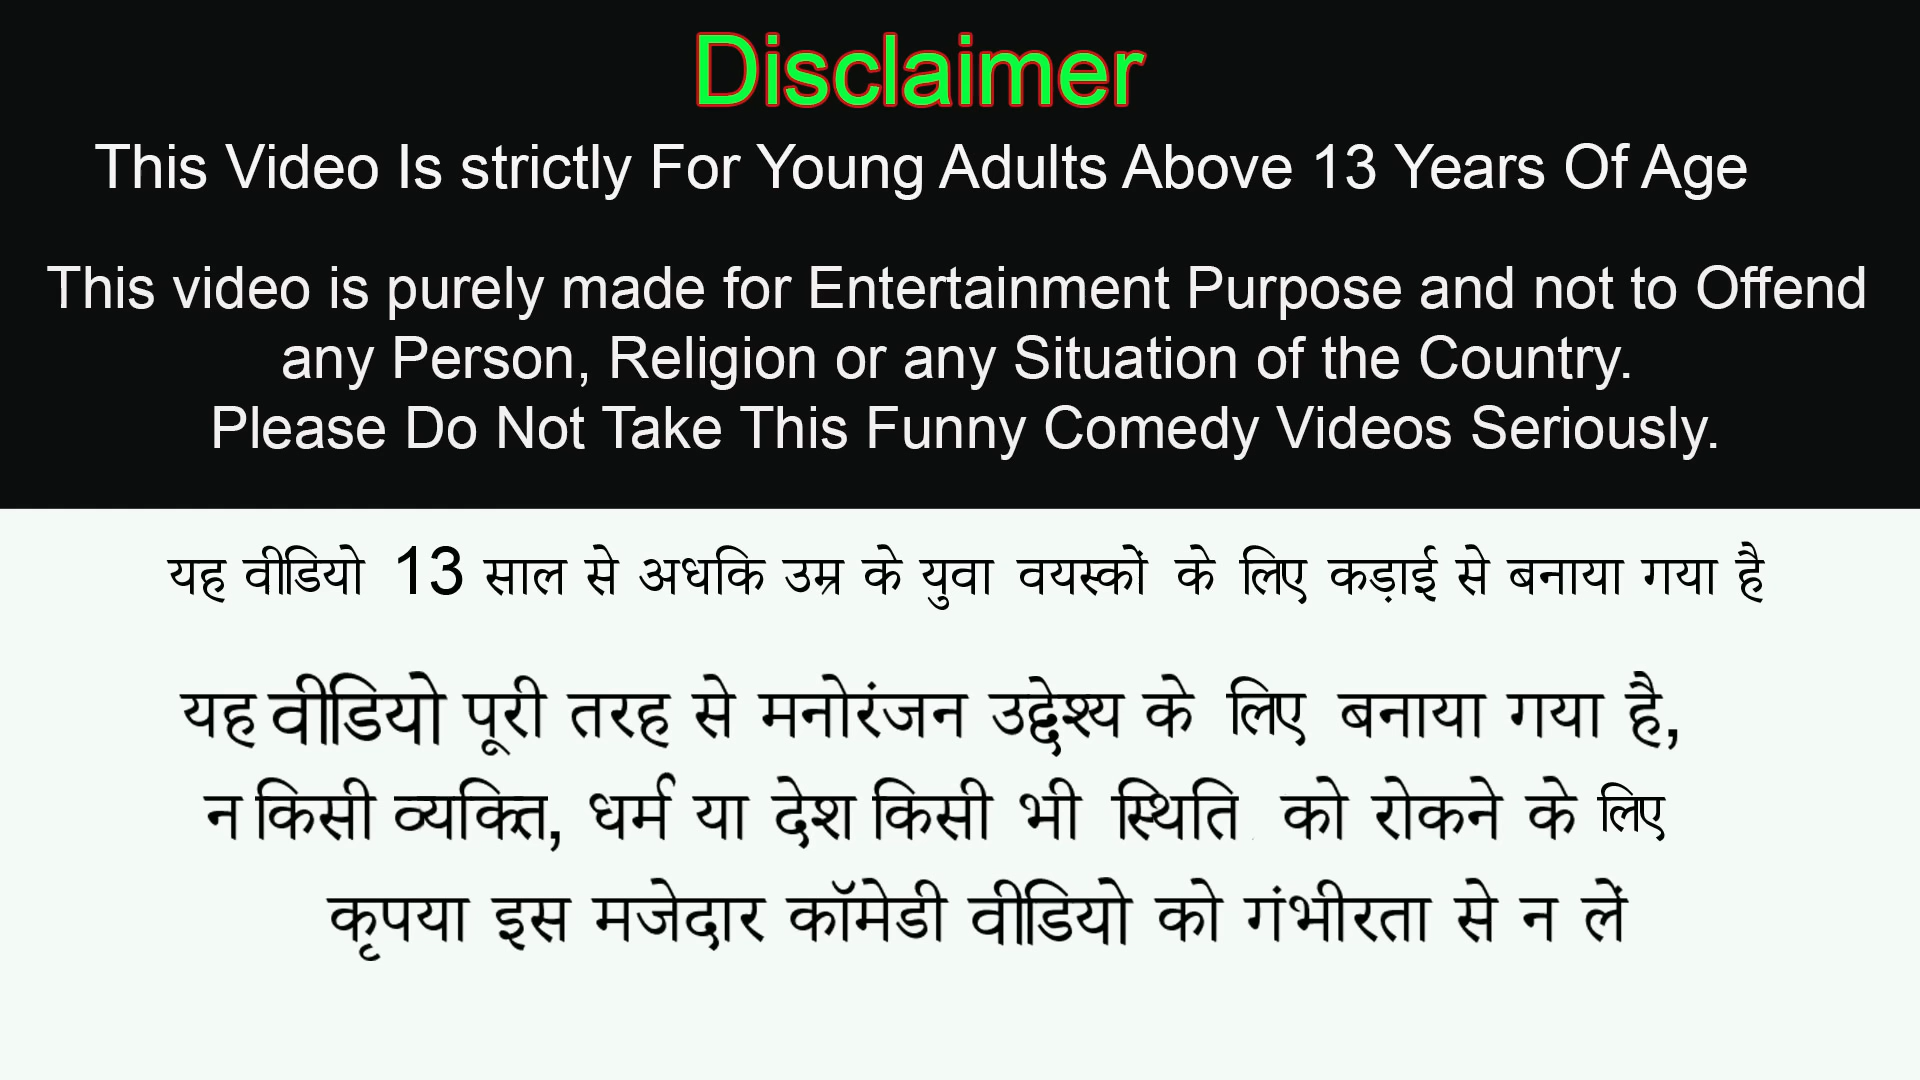 Disclaimer
This Video Is strictly For Young Adults Above 13 Years Of Age
This video is purely made for Entertainment Purpose and not to Offend
any Person, Religion or any Situation of the Country.
Please Do Not Take This Funny Comedy Videos Seriously.
यह वीडियो 13 साल से अधकि उम्र के युवा वयस्कों के लिए कड़ाई से बनाया गया है
यह वीडियो पूरी तरह से मनोरंजन उद्देश्य के लिए बनाया गया है,
न किसी व्यक्ति, धर्म या देश किसी भी स्थिति को रोकने के लिए
कृपया इस मजेदार कॉमेडी वीडियो को गंभीरता से न लें